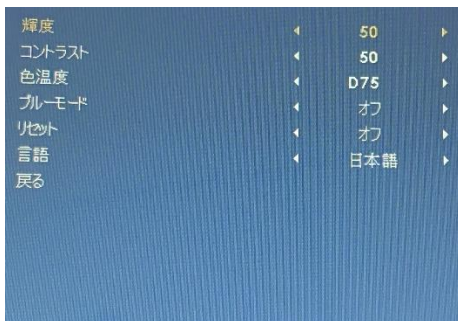 輝度 50
コントラスト 50
色温度 D75
ブルーモード オフ
リセット オフ
言語 日本語
戻る